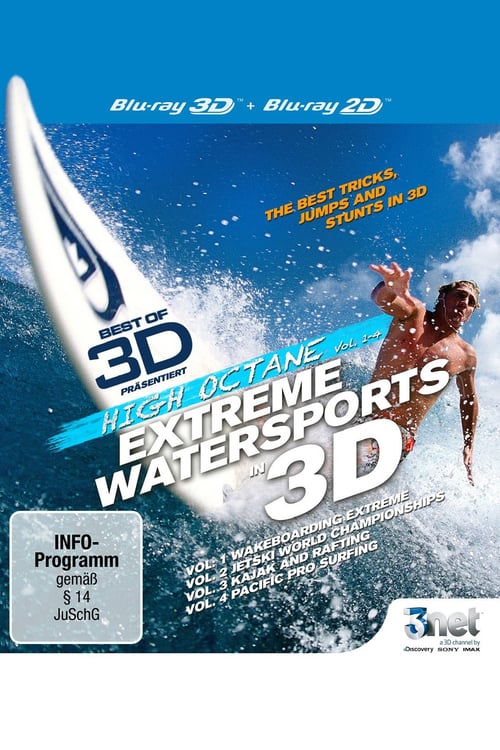 Blu-ray 3D™ + Blu-ray 2D™
THE BEST TRICKS,
JUMPS AND
STUNTS IN 3D
BEST OF
3D
PRÄSENTIERT
HIGH OCTANE VOL. 1-4
EXTREME
WATERSPORTS
IN 3D
VOL. 1 WAKEBOARDING EXTREME
VOL. 2 JETSKI WORLD CHAMPIONSHIPS
VOL. 3 KAJAK AND RAFTING
VOL. 4 PACIFIC PRO SURFING
INFO-
Programm
gemäß
§ 14
JuSchG
3net
a 3D channel by
Discovery SONY IMAX